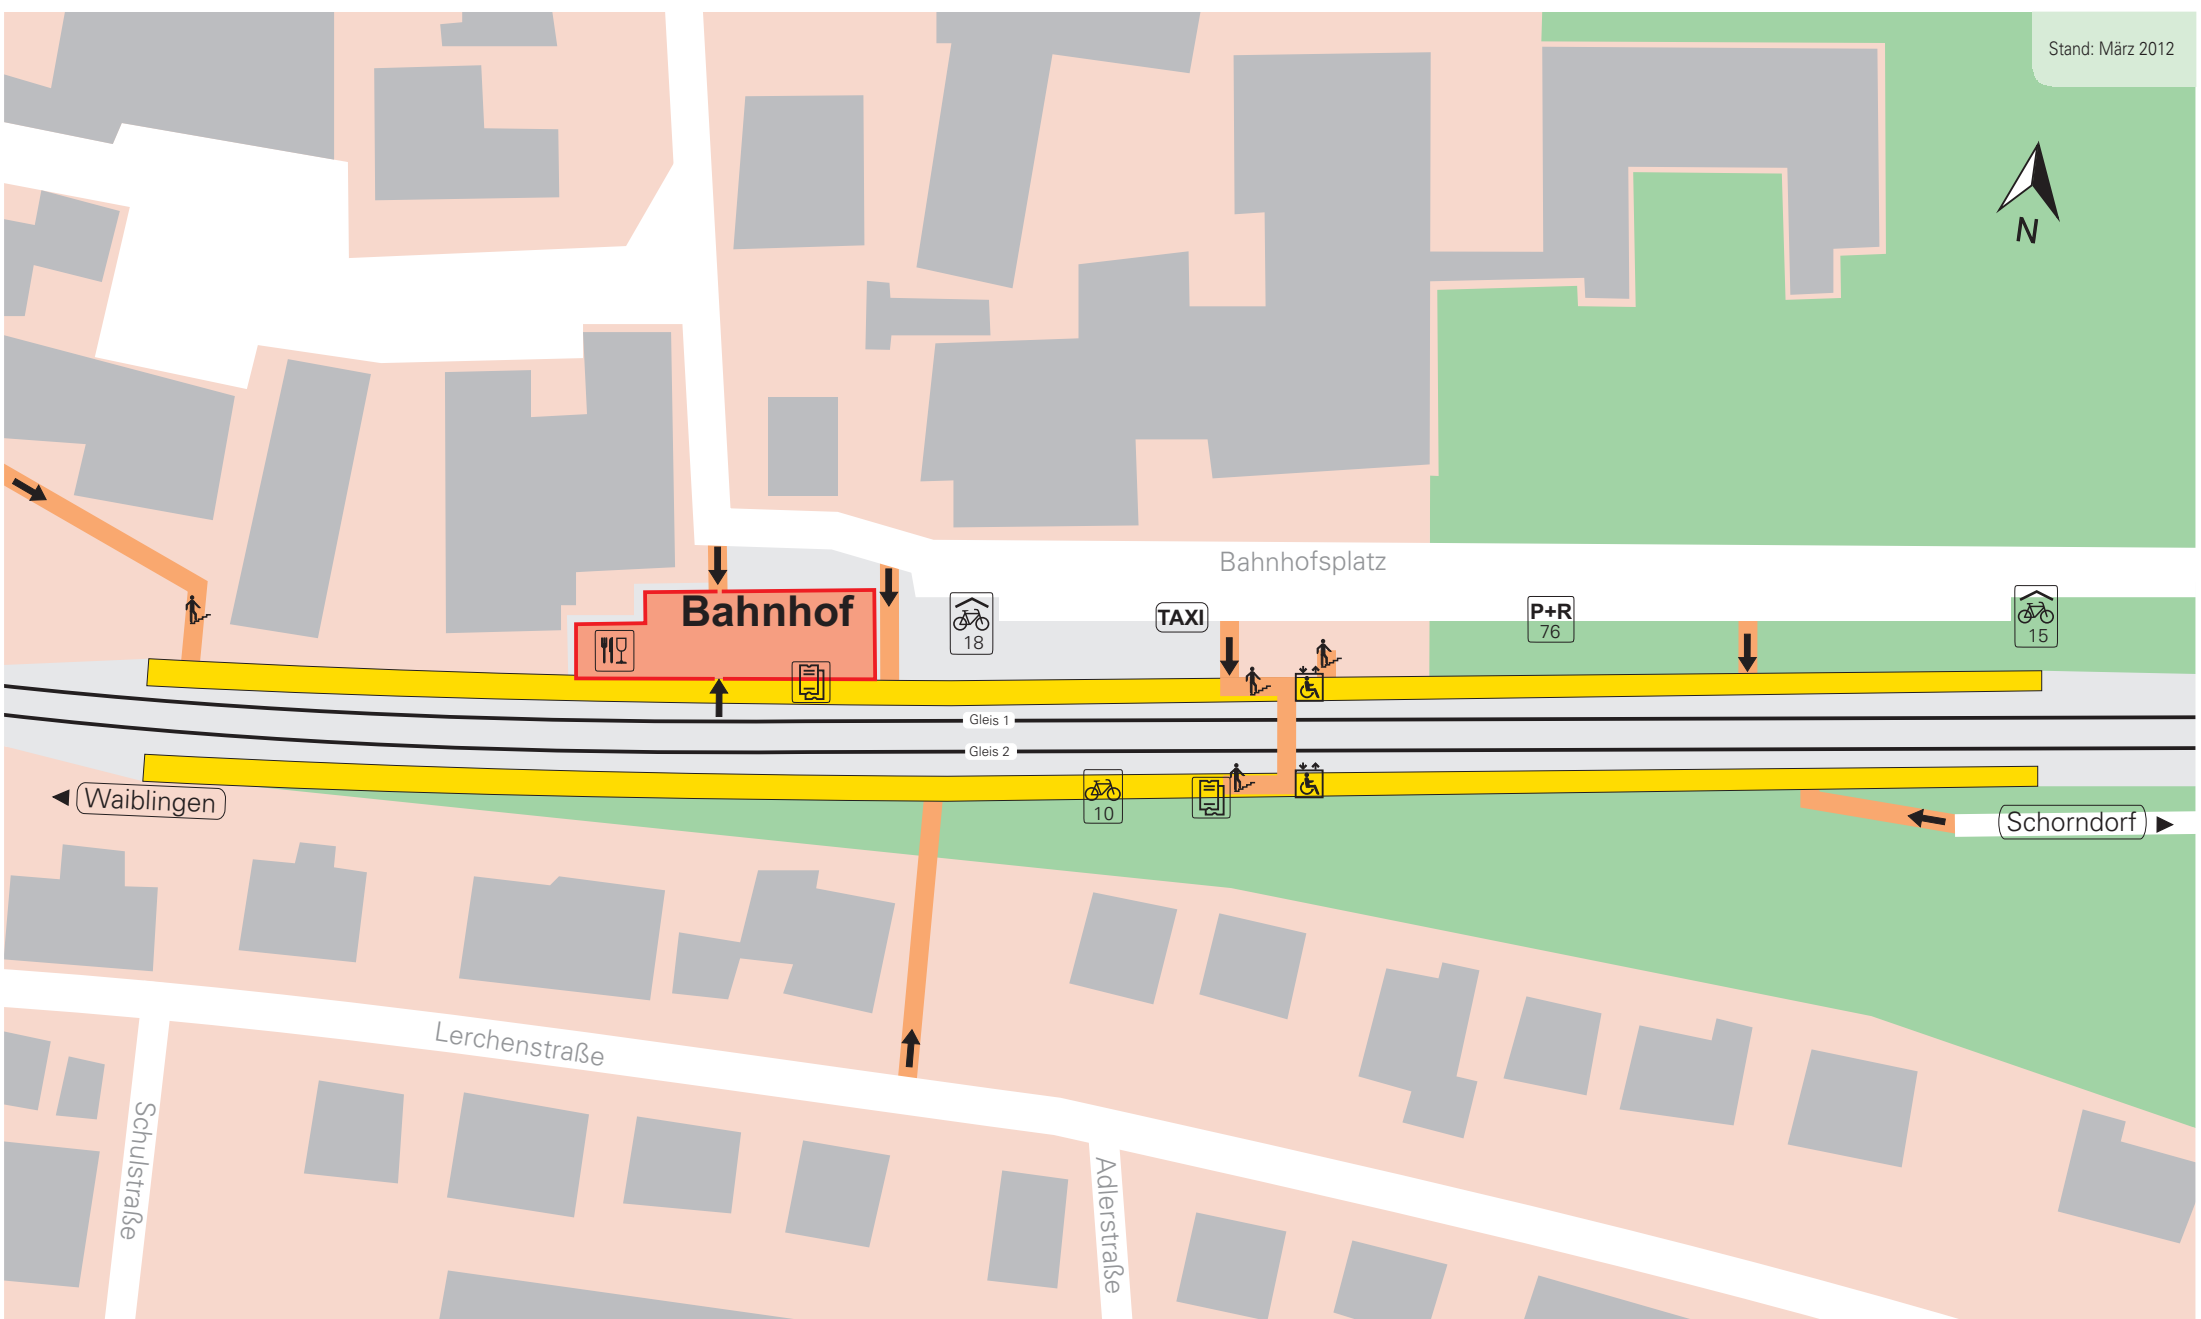 Stand: März 2012
N
Bahnhofsplatz
Bahnhof
18
TAXI
P+R
76
15
Gleis 1
Gleis 2
Waiblingen
10
Schorndorf
Lerchenstraße
Schulstraße
Adlerstraße